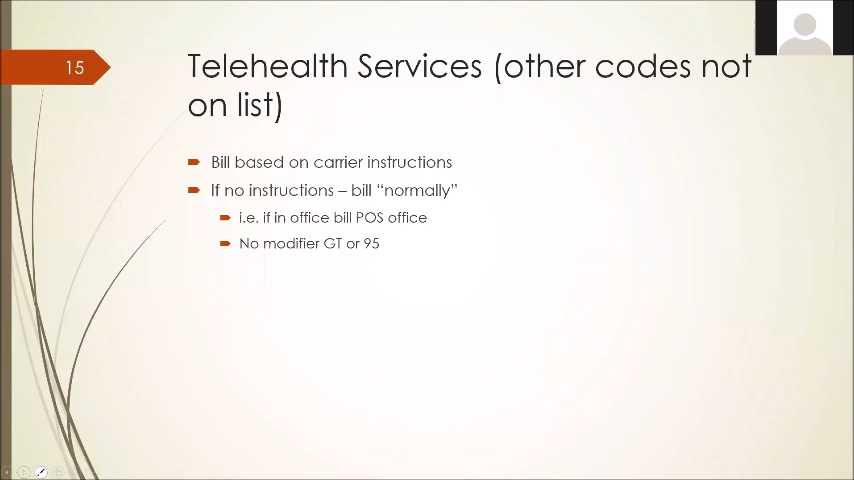 15
Telehealth Services (other codes not
on list)
Bill based on carrier instructions
If no instructions – bill “normally”
i.e. if in office bill POS office
No modifier GT or 95